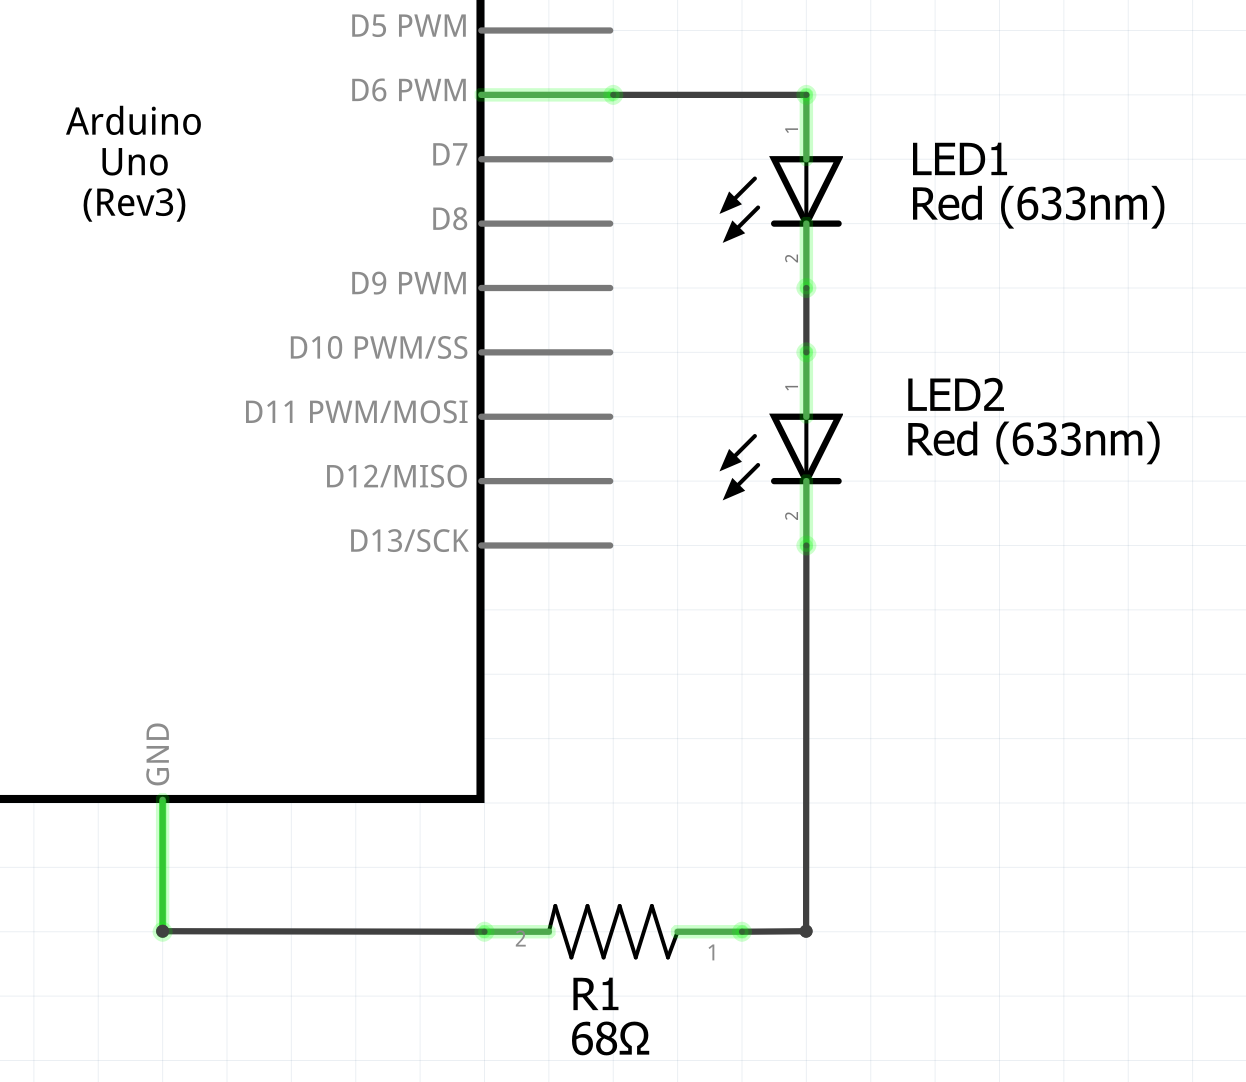 D5 PWM
D6 PWM
Arduino
Uno
(Rev3)
D7
D8
D9 PWM
D10 PWM/SS
D11 PWM/MOSI
D12/MISO
D13/SCK
GND
1
LED1
Red (633nm)
2
1
LED2
Red (633nm)
2
2
1
R1
68Ω